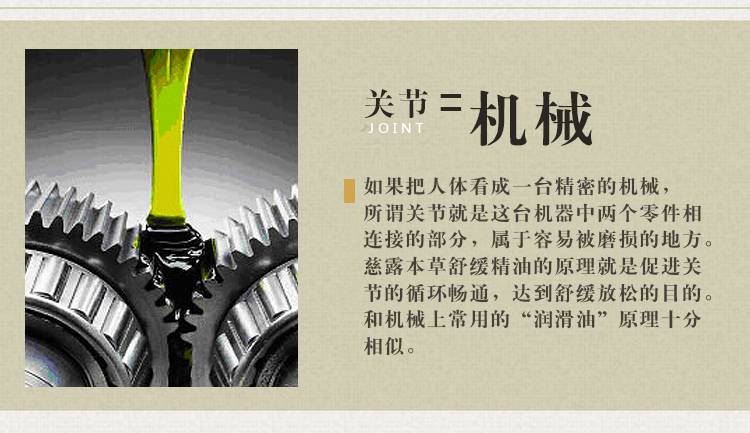 关节=机械
JOINT
如果把人体看成一台精密的机械，
所谓关节就是这台机器中两个零件相
连接的部分，属于容易被磨损的地方。
慈露本草舒缓精油的原理就是促进关
节的循环畅通，达到舒缓放松的目的。
和机械上常用的“润滑油”原理十分
相似。